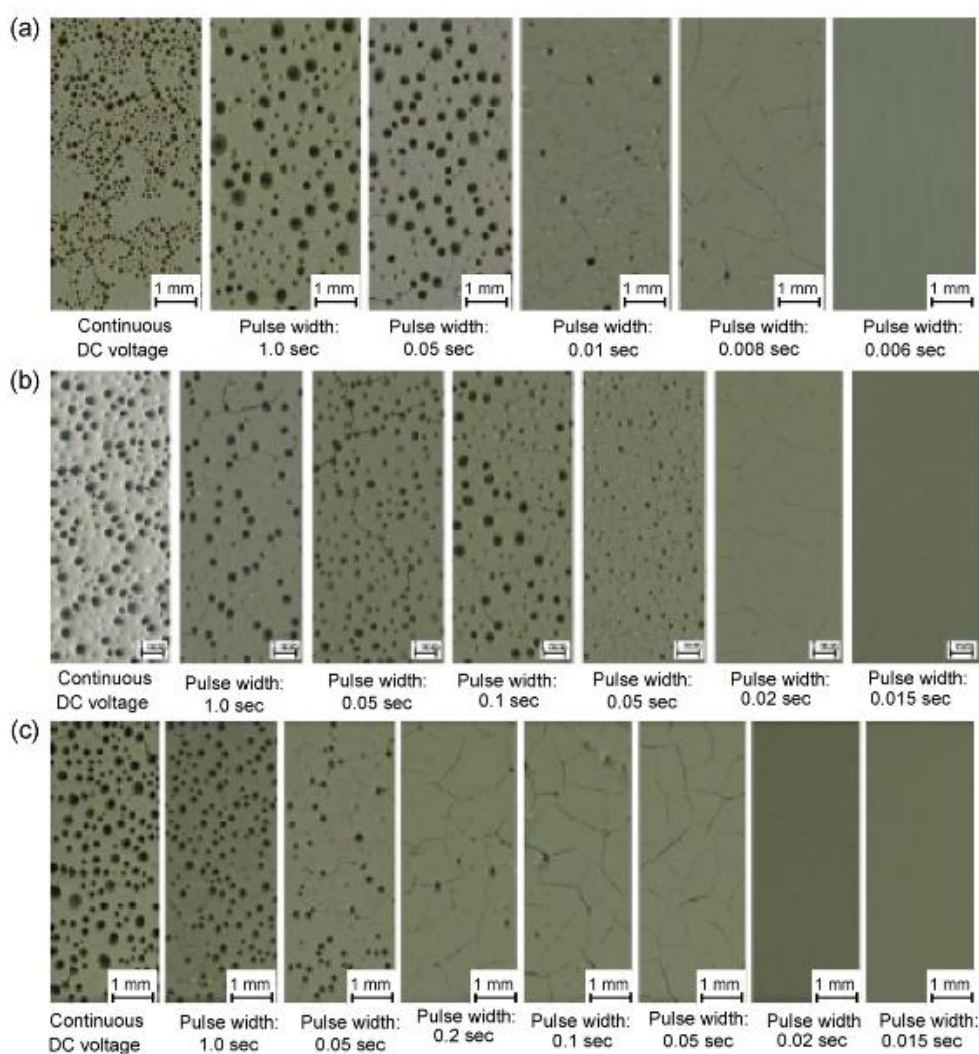 (a)
1 mm
1 mm
1 mm
1 mm
1 mm
1 mm
Continuous
DC voltage
Pulse width:
1.0 sec
Pulse width:
0.05 sec
Pulse width:
0.01 sec
Pulse width:
0.008 sec
Pulse width:
0.006 sec
(b)
Continuous
DC voltage
Pulse width:
1.0 sec
Pulse width:
0.05 sec
Pulse width:
0.1 sec
Pulse width:
0.05 sec
Pulse width:
0.02 sec
Pulse width:
0.015 sec
(c)
1 mm
1 mm
1 mm
1 mm
1 mm
1 mm
1 mm
1 mm
Continuous
DC voltage
Pulse width:
1.0 sec
Pulse width:
0.05 sec
Pulse width:
0.2 sec
Pulse width:
0.1 sec
Pulse width:
0.05 sec
Pulse width
0.02 sec
Pulse width:
0.015 sec